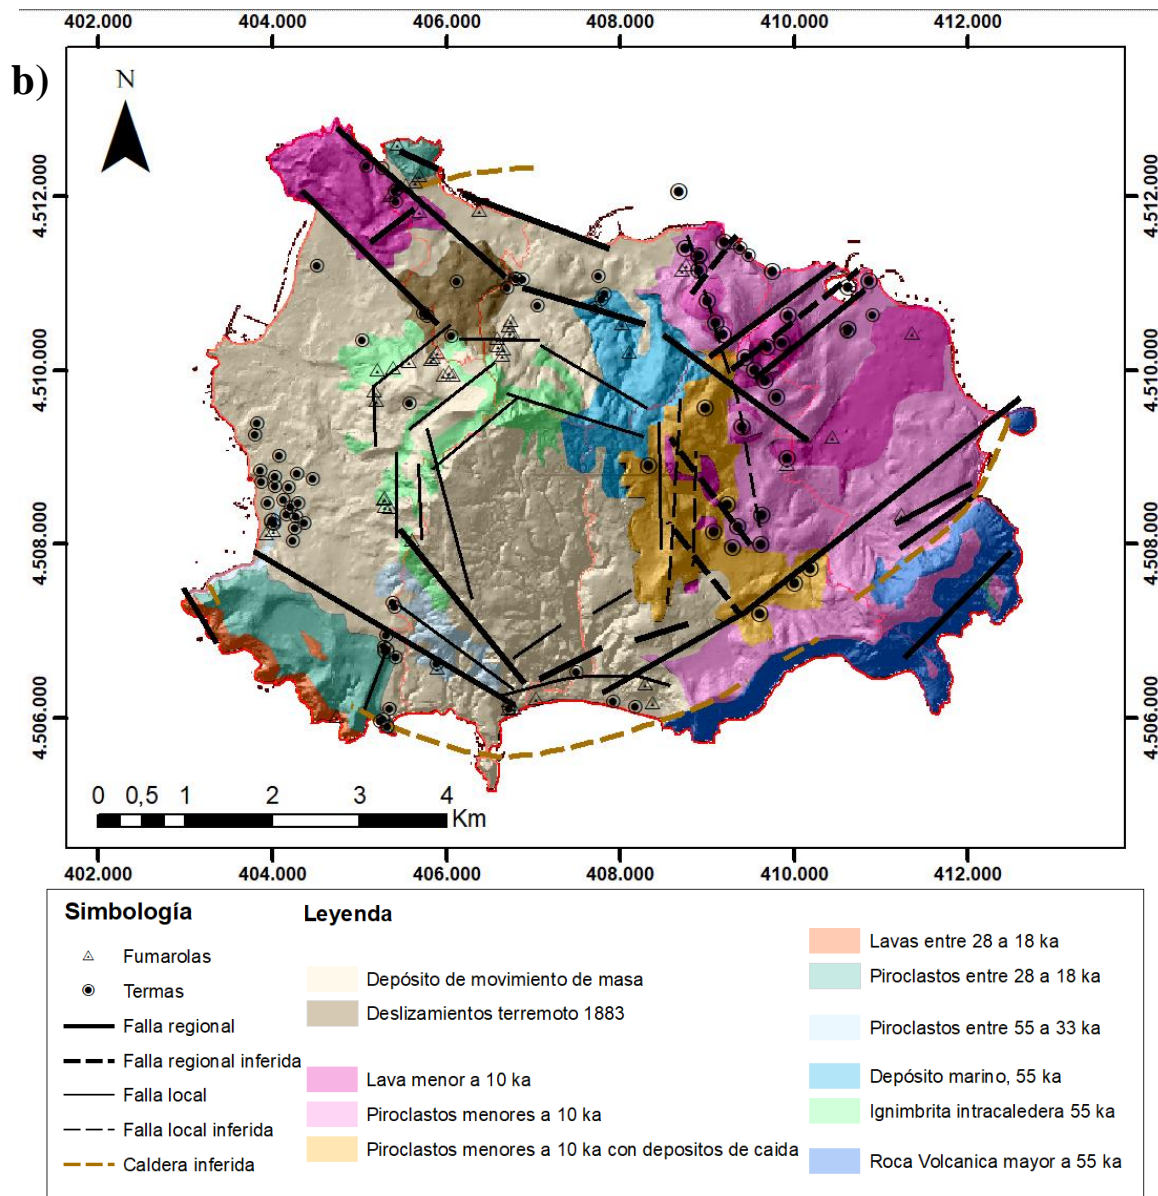 402.000 404.000 406.000 408.000 410.000 412.000
b)
N
4.512.000 4.512.000
4.510.000 4.510.000
4.508.000 4.508.000
4.506.000 4.506.000
0 0,5 1 2 3 4
Km
402.000 404.000 406.000 408.000 410.000 412.000
Simbología
Fumarolas
Termas
Falla regional
Falla regional inferida
Falla local
Falla local inferida
Caldera inferida
Leyenda
Depósito de movimiento de masa
Deslizamientos terremoto 1883
Lava menor a 10 ka
Piroclastos menores a 10 ka
Piroclastos menores a 10 ka con depositos de caida
Lavas entre 28 a 18 ka
Piroclastos entre 28 a 18 ka
Piroclastos entre 55 a 33 ka
Depósito marino, 55 ka
Ignimbrita intracaledera 55 ka
Roca Volcanica mayor a 55 ka